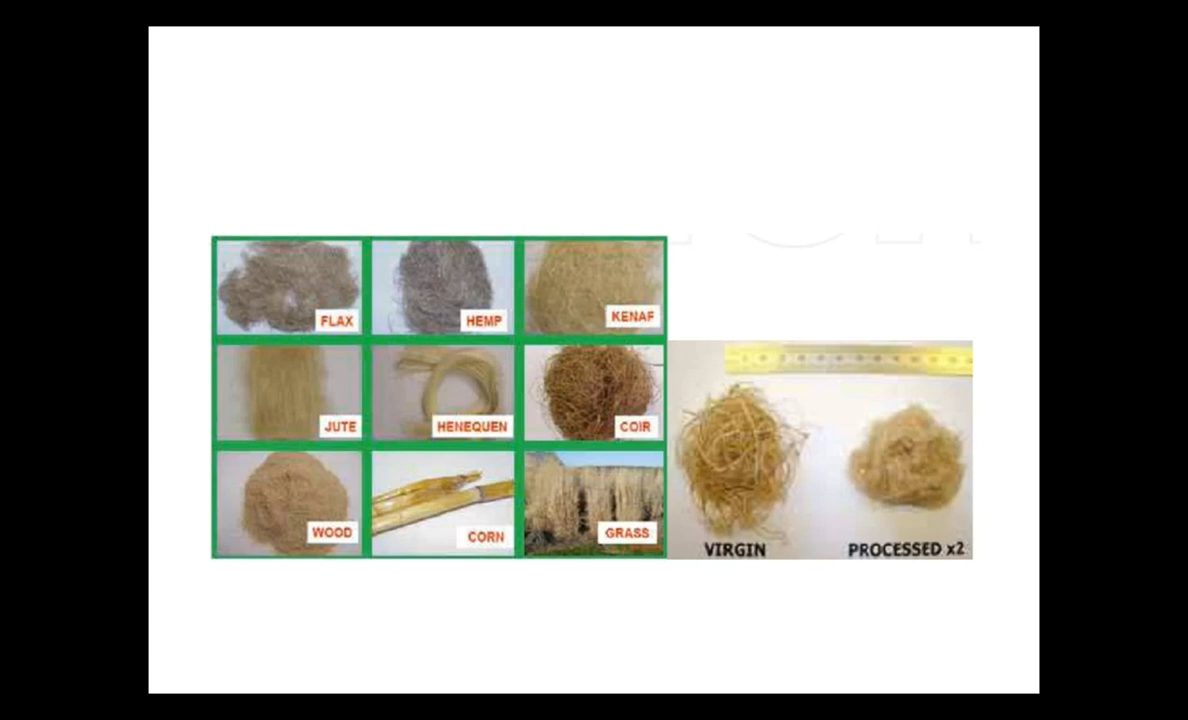 FLAX
HEMP
KENAF
JUTE
HENEQUEN
COIR
WOOD
CORN
GRASS
VIRGIN
PROCESSED x2